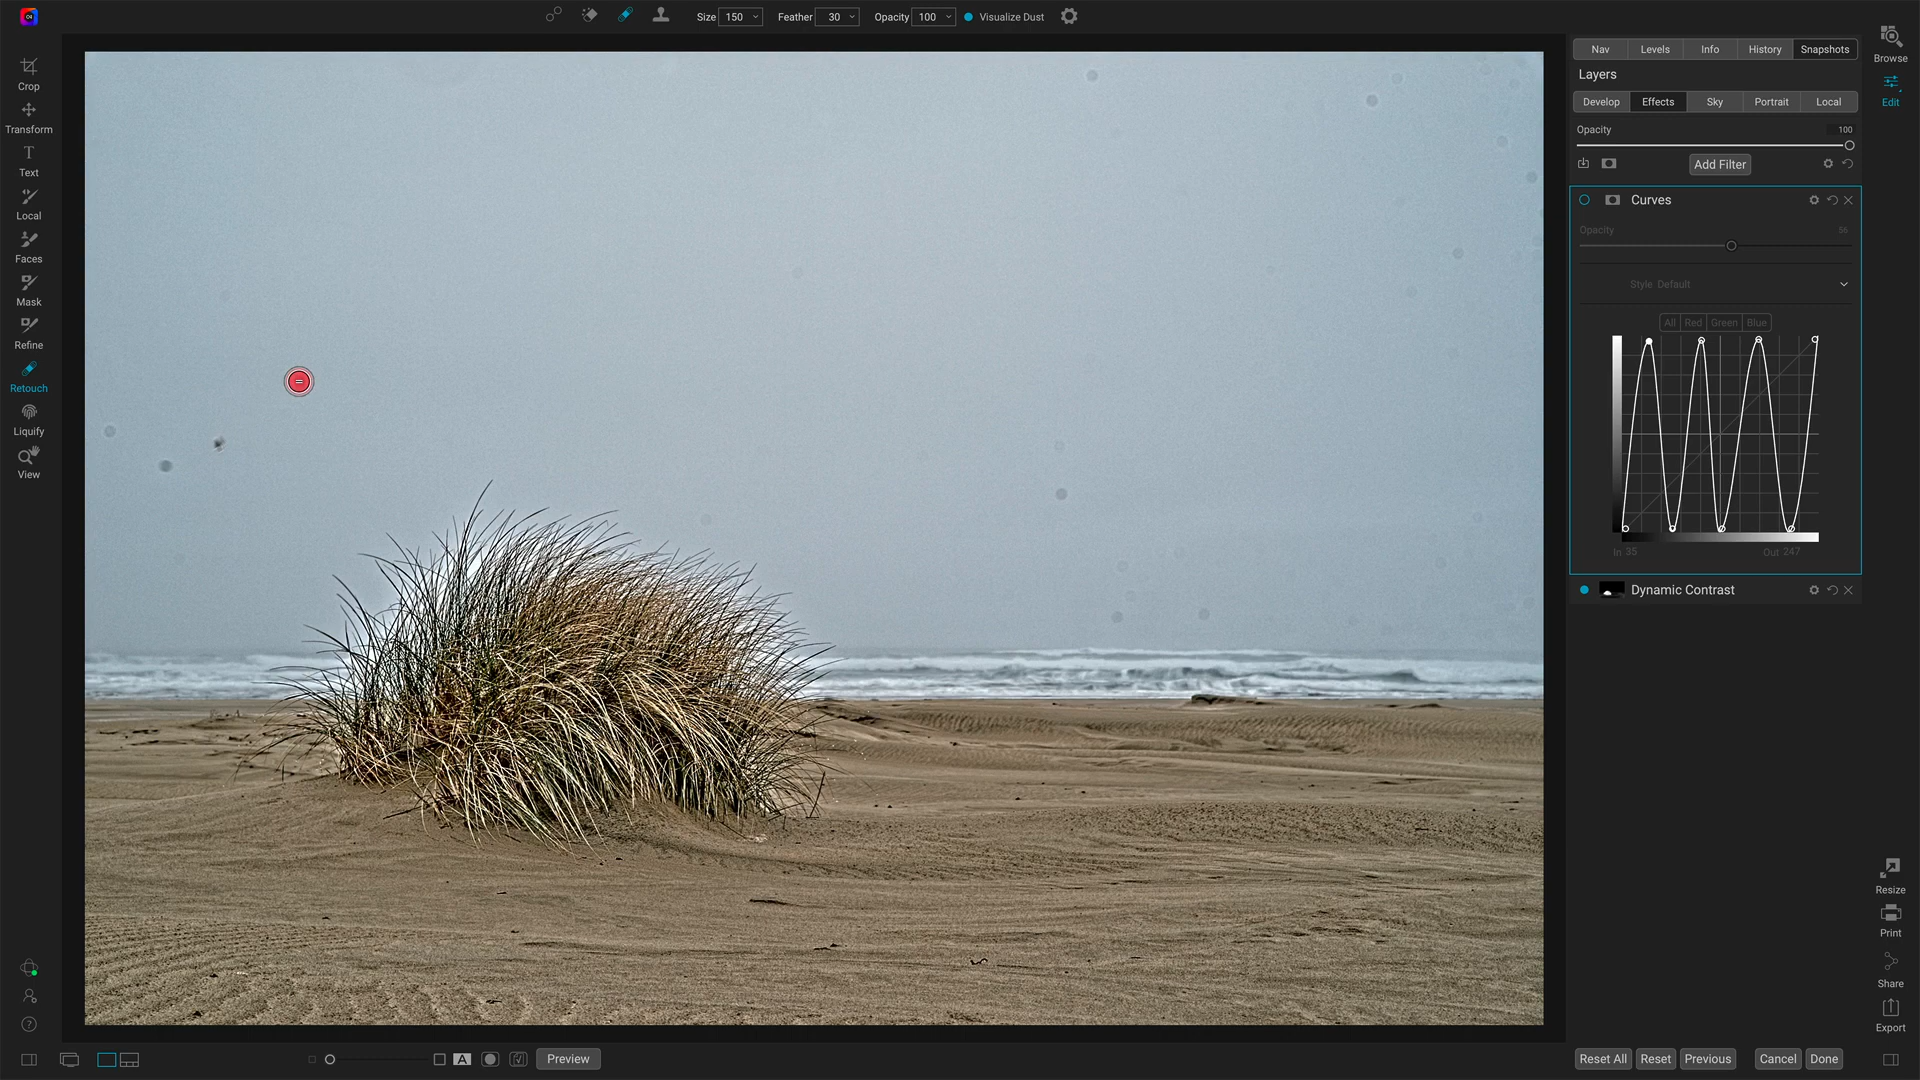 Size 150 Feather 30 Opacity 100 Visualize Dust
Crop
Transform
Text
Local
Faces
Mask
Refine
Retouch
Liquify
View
Nav Levels Info History Snapshots
Layers
Develop Effects Sky Portrait Local
Opacity 100
Add Filter
Curves
Opacity 56
Style Default
All Red Green Blue
In 35 Out 247
Dynamic Contrast
Browse
Edit
Resize
Print
Share
Export
A Preview
Reset All Reset Previous Cancel Done